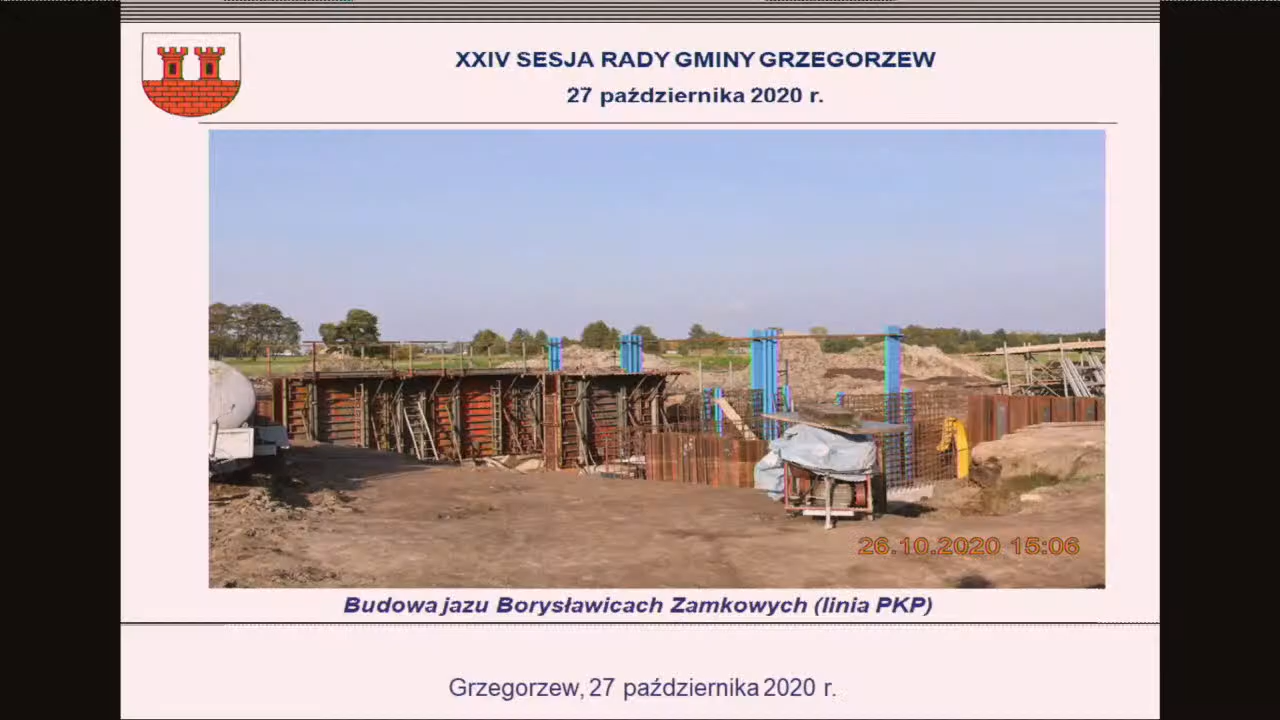 XXIV SESJA RADY GMINY GRZEGORZEW
27 października 2020 r.
26.10.2020 15:06
Budowa jazu Borysławicach Zamkowych (linia PKP)
Grzegorzew, 27 października 2020 r.